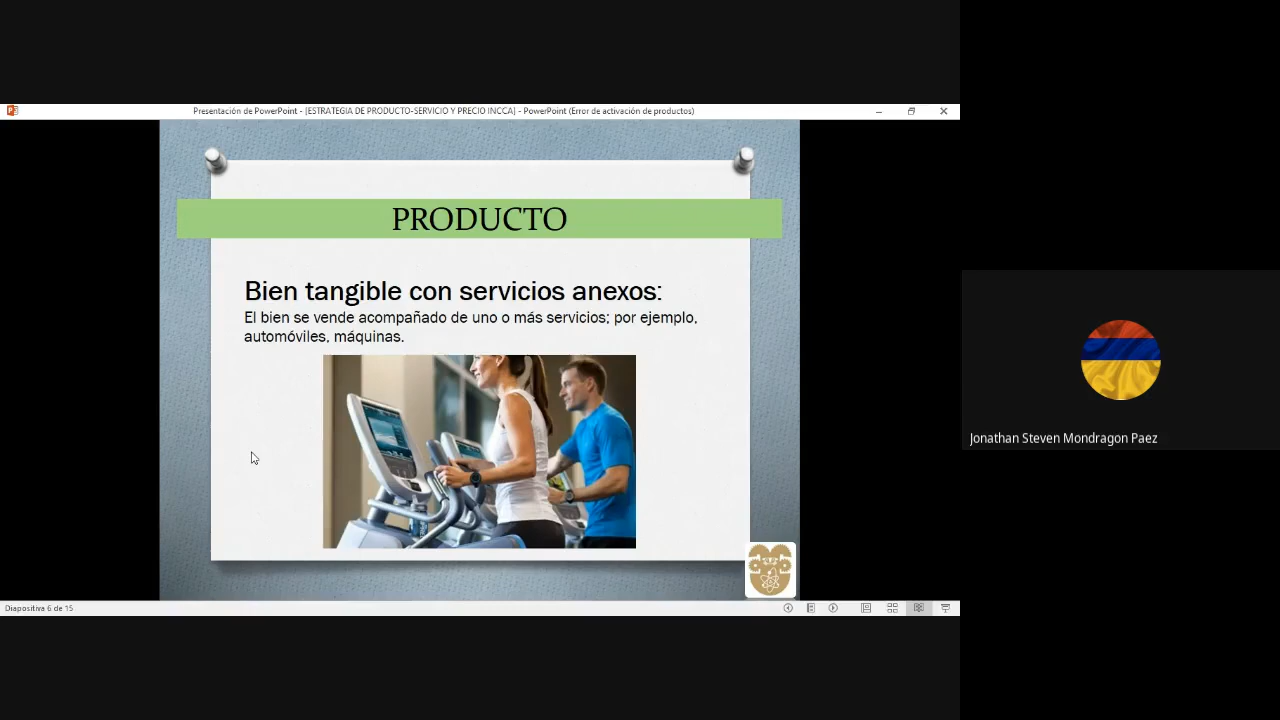 Presentación de PowerPoint - [ESTRATEGIA DE PRODUCTO-SERVICIO Y PRECIO INCCA] - PowerPoint (Error de activación de productos)
PRODUCTO
Bien tangible con servicios anexos:
El bien se vende acompañado de uno o más servicios; por ejemplo,
automóviles, máquinas.
Jonathan Steven Mondragon Paez
Diapositiva 6 de 15